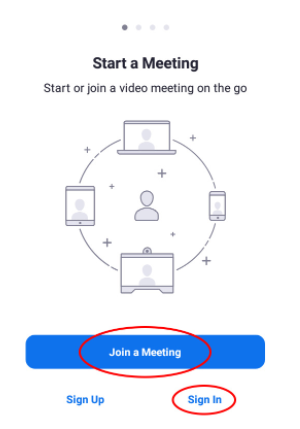 Start a Meeting
Start or join a video meeting on the go
Join a Meeting
Sign Up
Sign In